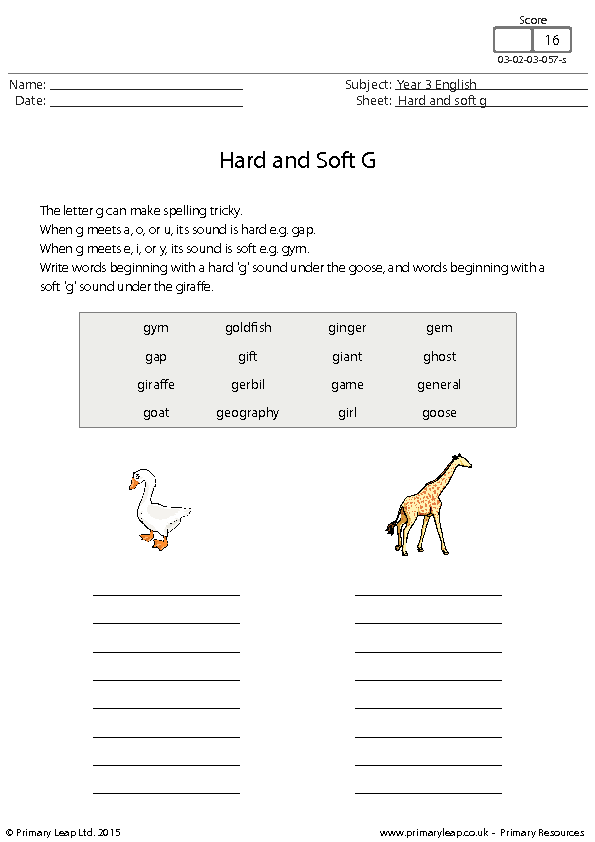 Score
16
03-02-03-057-s
Name:
Subject: Year 3 English
Date:
Sheet: Hard and soft g
Hard and Soft G
The letter g can make spelling tricky.
When g meets a, o, or u, its sound is hard e.g. gap.
When g meets e, i, or y, its sound is soft e.g. gym.
Write words beginning with a hard 'g' sound under the goose, and words beginning with a
soft 'g' sound under the giraffe.
gym goldfish ginger gem
gap gift giant ghost
giraffe gerbil game general
goat geography girl goose
© Primary Leap Ltd. 2015
www.primaryleap.co.uk - Primary Resources